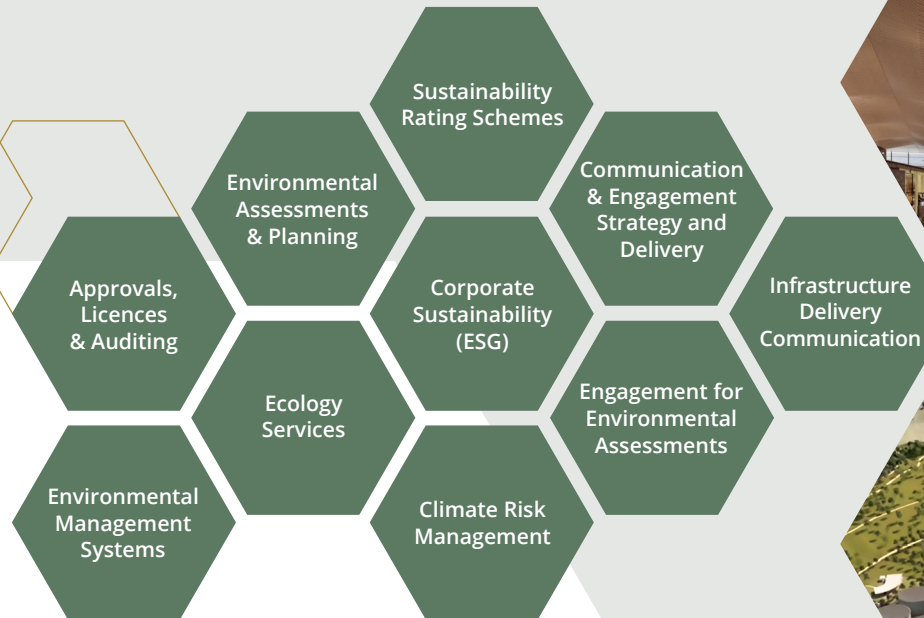 Sustainability
Rating Schemes
Environmental
Assessments
& Planning
Communication
& Engagement
Strategy and
Delivery
Approvals,
Licences
& Auditing
Corporate
Sustainability
(ESG)
Infrastructure
Delivery
Communication
Ecology
Services
Engagement for
Environmental
Assessments
Environmental
Management
Systems
Climate Risk
Management